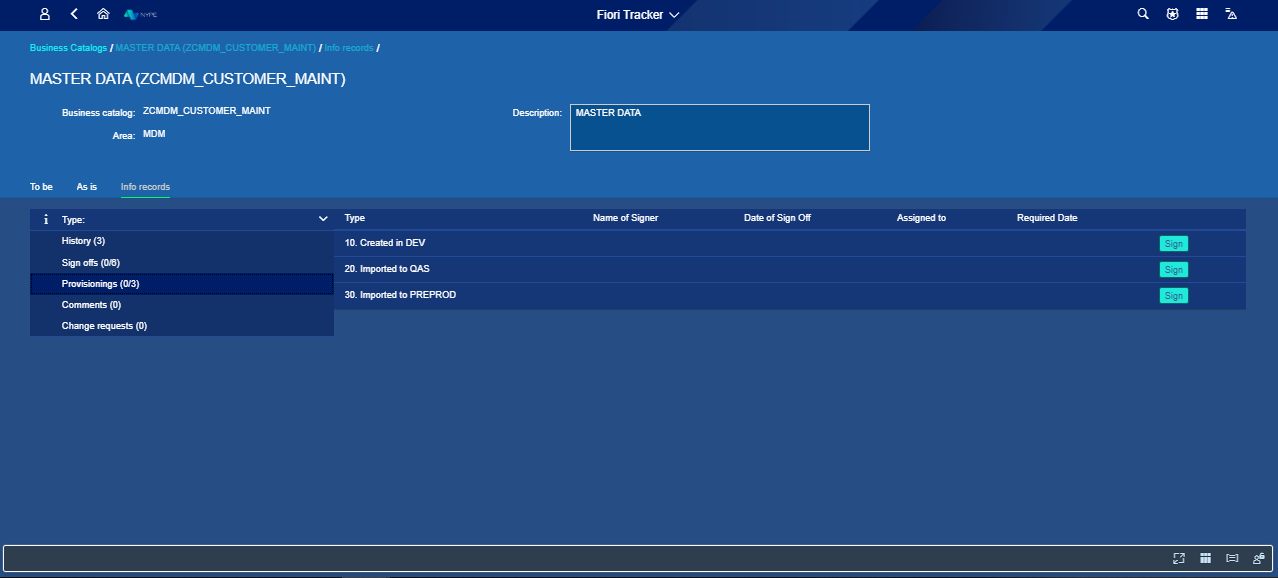 NYPE
Fiori Tracker
Business Catalogs / MASTER DATA (ZCMDM_CUSTOMER_MAINT) / Info records /
MASTER DATA (ZCMDM_CUSTOMER_MAINT)
Business catalog: ZCMDM_CUSTOMER_MAINT
Area: MDM
Description: MASTER DATA
To be As is Info records
i Type:
History (3)
Sign offs (0/6)
Provisionings (0/3)
Comments (0)
Change requests (0)
Type Name of Signer Date of Sign Off Assigned to Required Date
10. Created in DEV Sign
20. Imported to QAS Sign
30. Imported to PREPROD Sign